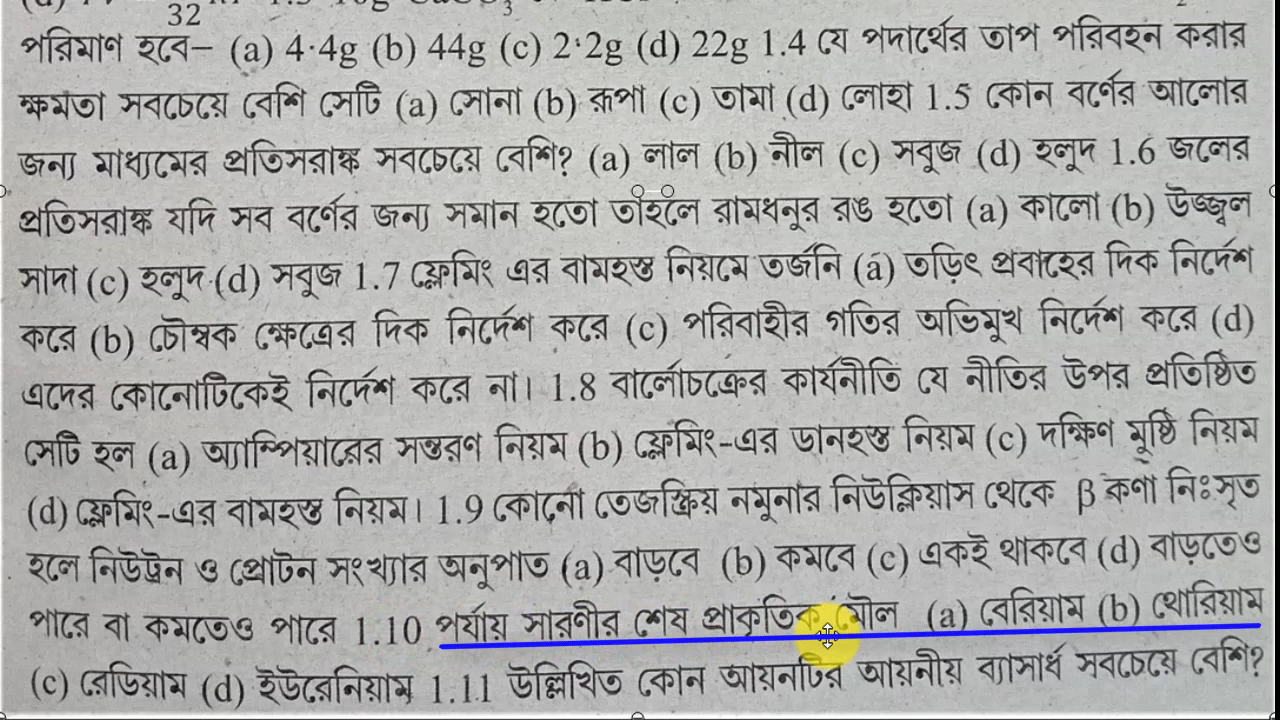 32
পরিমাণ হবে– (a) 4·4g (b) 44g (c) 2·2g (d) 22g 1.4 যে পদার্থের তাপ পরিবহন করার
ক্ষমতা সবচেয়ে বেশি সেটি (a) সোনা (b) রূপা (c) তামা (d) লোহা 1.5 কোন বর্ণের আলোর
জন্য মাধ্যমের প্রতিসরাঙ্ক সবচেয়ে বেশি? (a) লাল (b) নীল (c) সবুজ (d) হলুদ 1.6 জলের
প্রতিসরাঙ্ক যদি সব বর্ণের জন্য সমান হতো তাহলে রামধনুর রঙ হতো (a) কালো (b) উজ্জ্বল
সাদা (c) হলুদ (d) সবুজ 1.7 ফ্লেমিং এর বামহস্ত নিয়মে তর্জনি (a) তড়িৎ প্রবাহের দিক নির্দেশ
করে (b) চৌম্বক ক্ষেত্রের দিক নির্দেশ করে (c) পরিবাহীর গতির অভিমুখ নির্দেশ করে (d)
এদের কোনোটিকেই নির্দেশ করে না। 1.8 বার্লোচক্রের কার্যনীতি যে নীতির উপর প্রতিষ্ঠিত
সেটি হল (a) অ্যাম্পিয়ারের সন্তরণ নিয়ম (b) ফ্লেমিং-এর ডানহস্ত নিয়ম (c) দক্ষিণ মুষ্ঠি নিয়ম
(d) ফ্লেমিং-এর বামহস্ত নিয়ম। 1.9 কোনো তেজস্ক্রিয় নমুনার নিউক্লিয়াস থেকে β কণা নিঃসৃত
হলে নিউট্রন ও প্রোটন সংখ্যার অনুপাত (a) বাড়বে (b) কমবে (c) একই থাকবে (d) বাড়তেও
পারে বা কমতেও পারে 1.10 পর্যায় সারণীর শেষ প্রাকৃতিক মৌল (a) বেরিয়াম (b) থোরিয়াম
(c) রেডিয়াম (d) ইউরেনিয়াম 1.11 উল্লিখিত কোন আয়নটির আয়নীয় ব্যাসার্ধ সবচেয়ে বেশি?